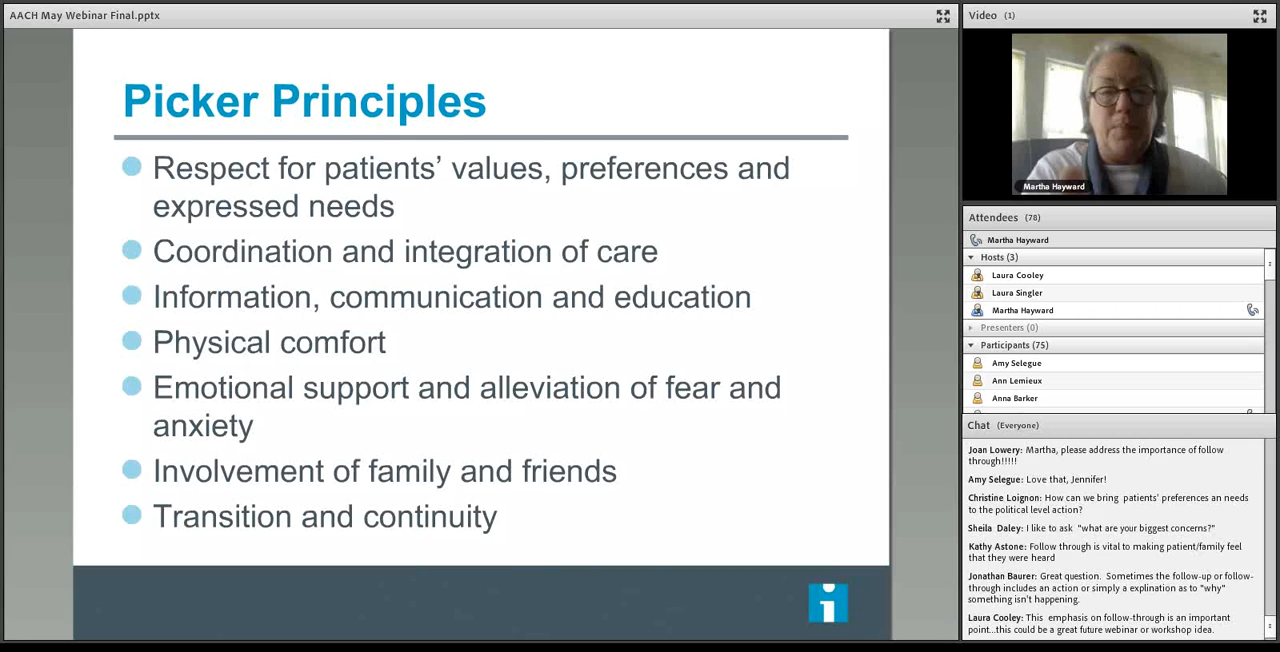 AACH May Webinar Final.pptx
Picker Principles
Respect for patients’ values, preferences and
expressed needs
Coordination and integration of care
Information, communication and education
Physical comfort
Emotional support and alleviation of fear and
anxiety
Involvement of family and friends
Transition and continuity
i
Video (1)
Martha Hayward
Attendees (78)
Martha Hayward
Hosts (3)
Laura Cooley
Laura Singler
Martha Hayward
Presenters (0)
Participants (75)
Amy Selegue
Ann Lemieux
Anna Barker
Chat (Everyone)
Joan Lowery: Martha, please address the importance of follow
through!!!!!
Amy Selegue: Love that, Jennifer!
Christine Loignon: How can we bring patients' preferences an needs
to the political level action?
Sheila Daley: I like to ask "what are your biggest concerns?"
Kathy Astone: Follow through is vital to making patient/family feel
that they were heard
Jonathan Baurer: Great question. Sometimes the follow-up or follow-
through includes an action or simply a explination as to "why"
something isn't happening.
Laura Cooley: This emphasis on follow-through is an important
point...this could be a great future webinar or workshop idea.